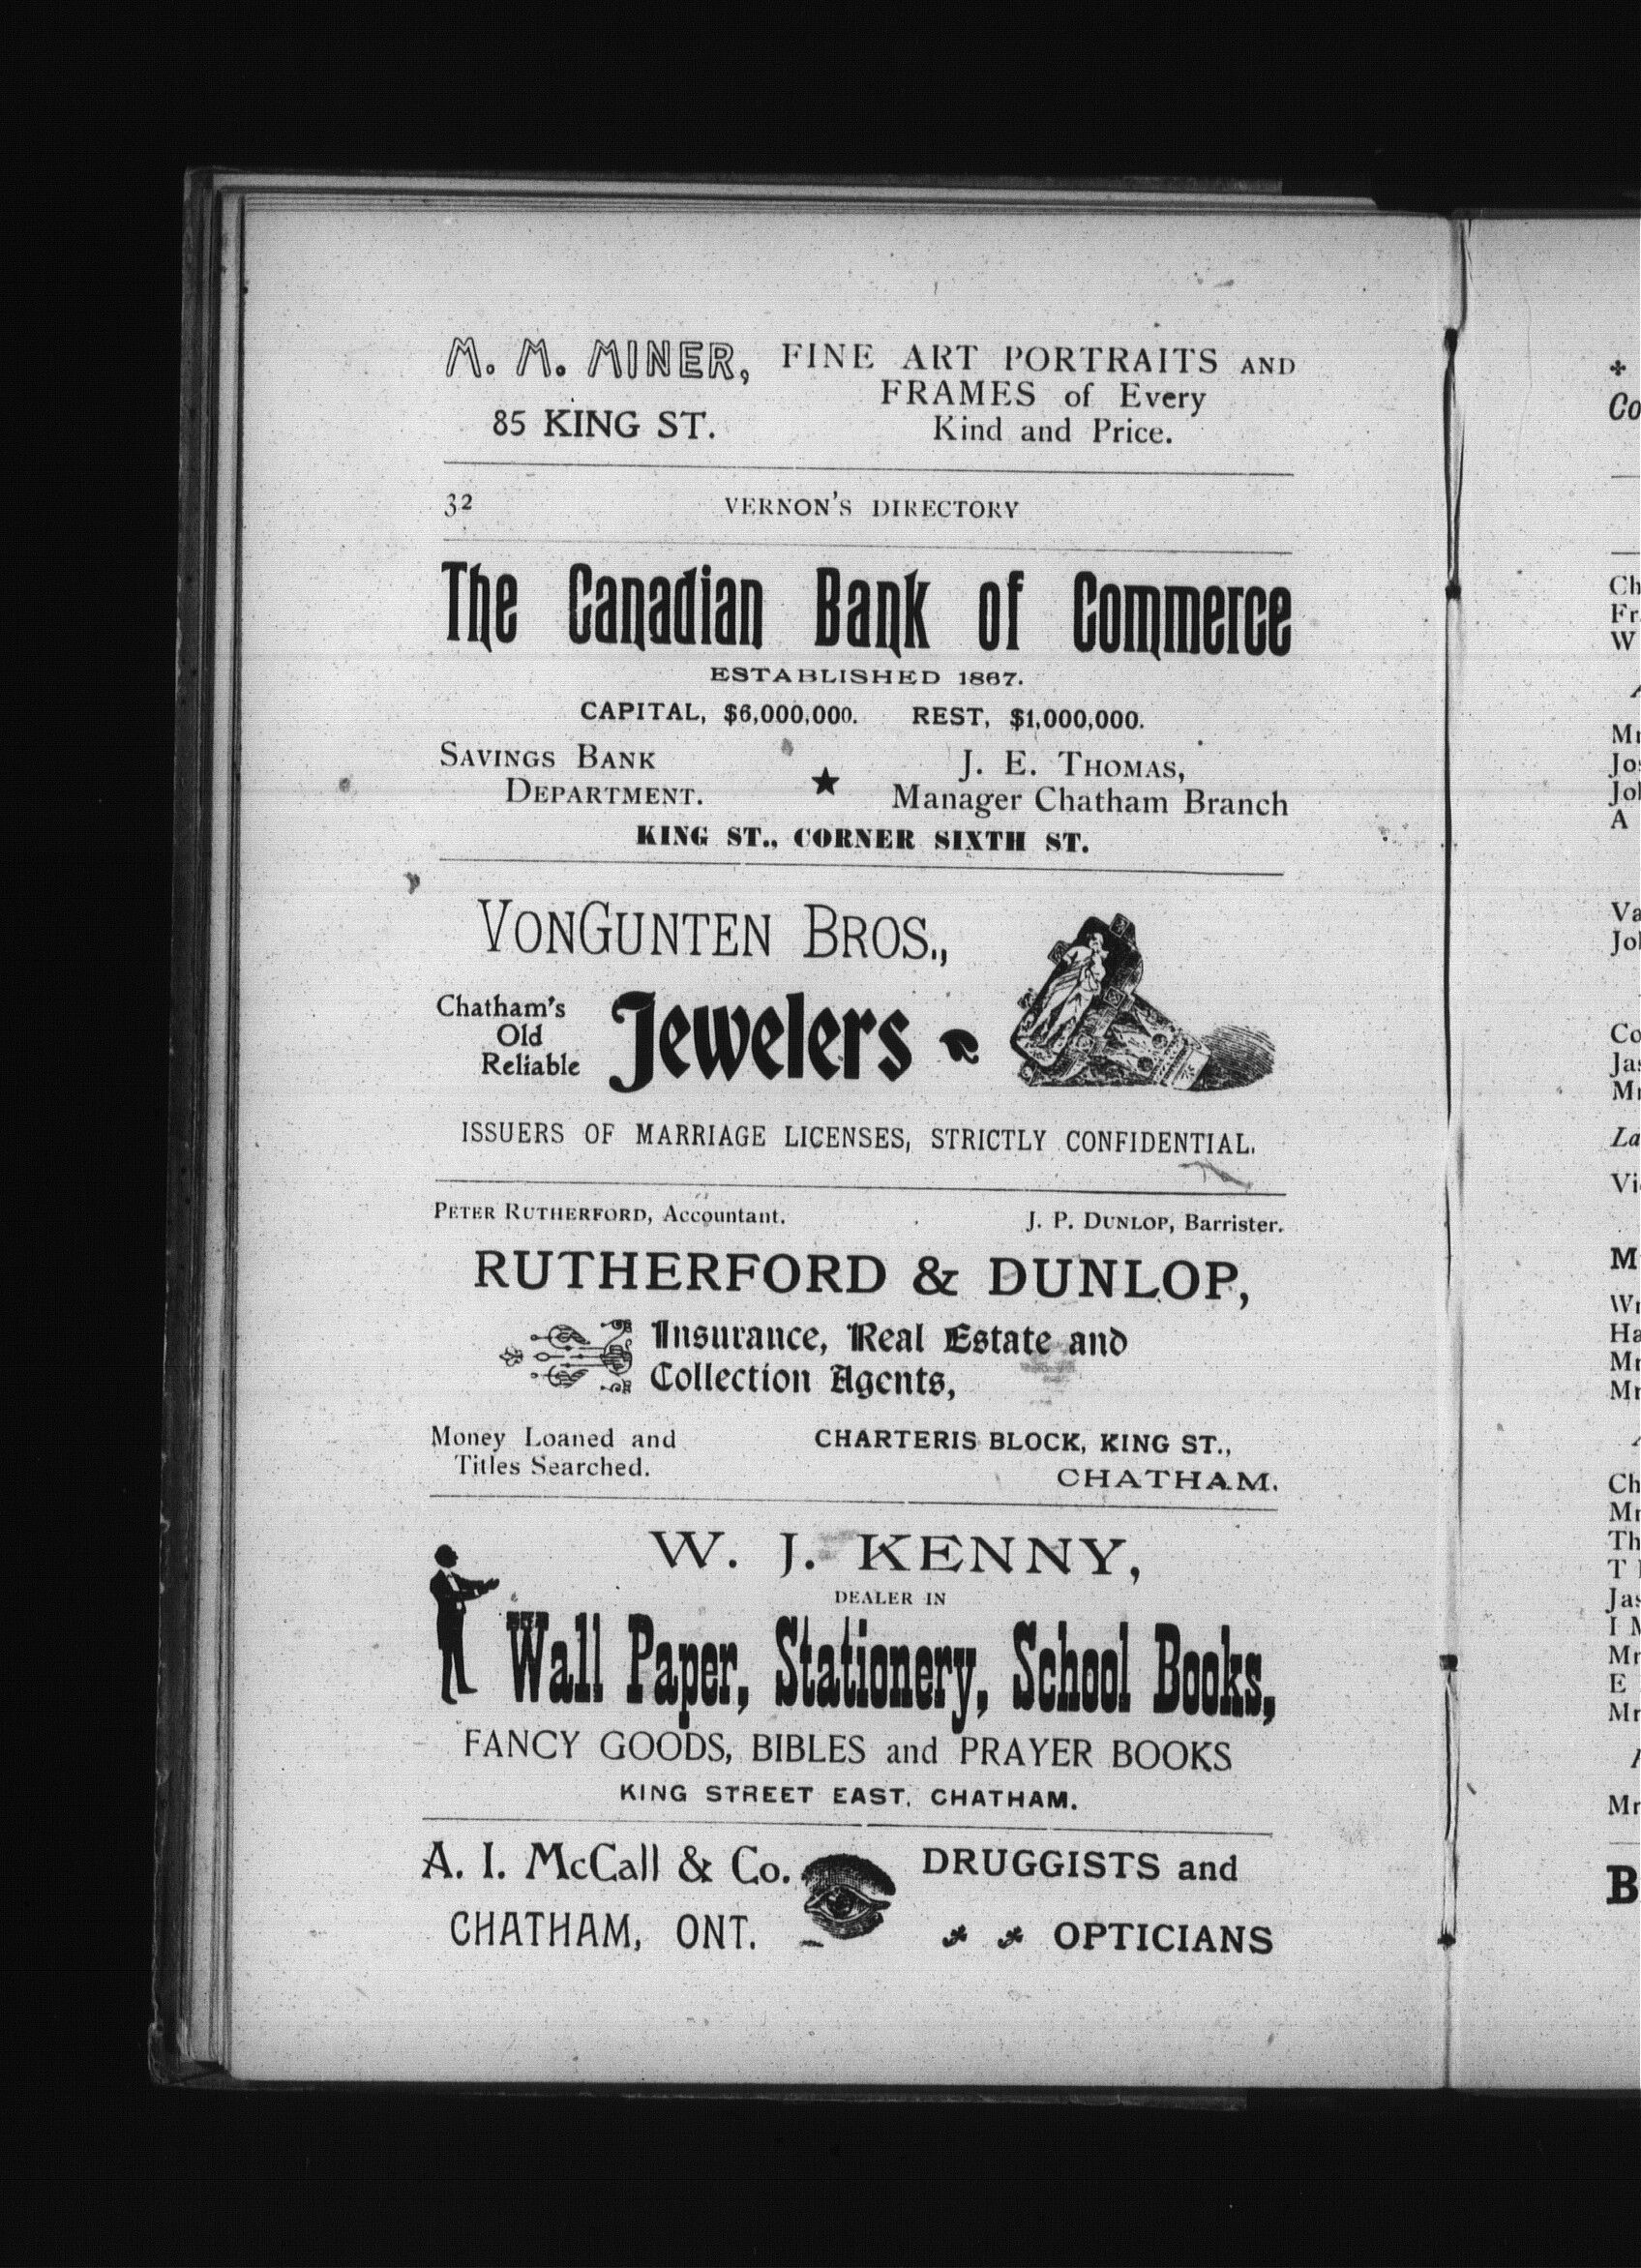 M. M. MINER, FINE ART PORTRAITS AND
FRAMES of Every
85 KING ST. Kind and Price.
32 VERNON'S DIRECTORY
The Canadian Bank of Commerce
ESTABLISHED 1867.
CAPITAL, $6,000,000. REST, $1,000,000.
SAVINGS BANK
DEPARTMENT.
J. E. THOMAS,
Manager Chatham Branch
KING ST., CORNER SIXTH ST.
VONGUNTEN BROS.,
Chatham's
Old
Reliable
Jewelers
ISSUERS OF MARRIAGE LICENSES, STRICTLY CONFIDENTIAL.
PETER RUTHERFORD, Accountant. J. P. DUNLOP, Barrister.
RUTHERFORD & DUNLOP,
Insurance, Real Estate and
Collection Agents,
Money Loaned and
Titles Searched.
CHARTERIS BLOCK, KING ST.,
CHATHAM.
W. J. KENNY,
DEALER IN
Wall Paper, Stationery, School Books,
FANCY GOODS, BIBLES and PRAYER BOOKS
KING STREET EAST, CHATHAM.
A. I. McCall & Co. DRUGGISTS and
CHATHAM, ONT. OPTICIANS